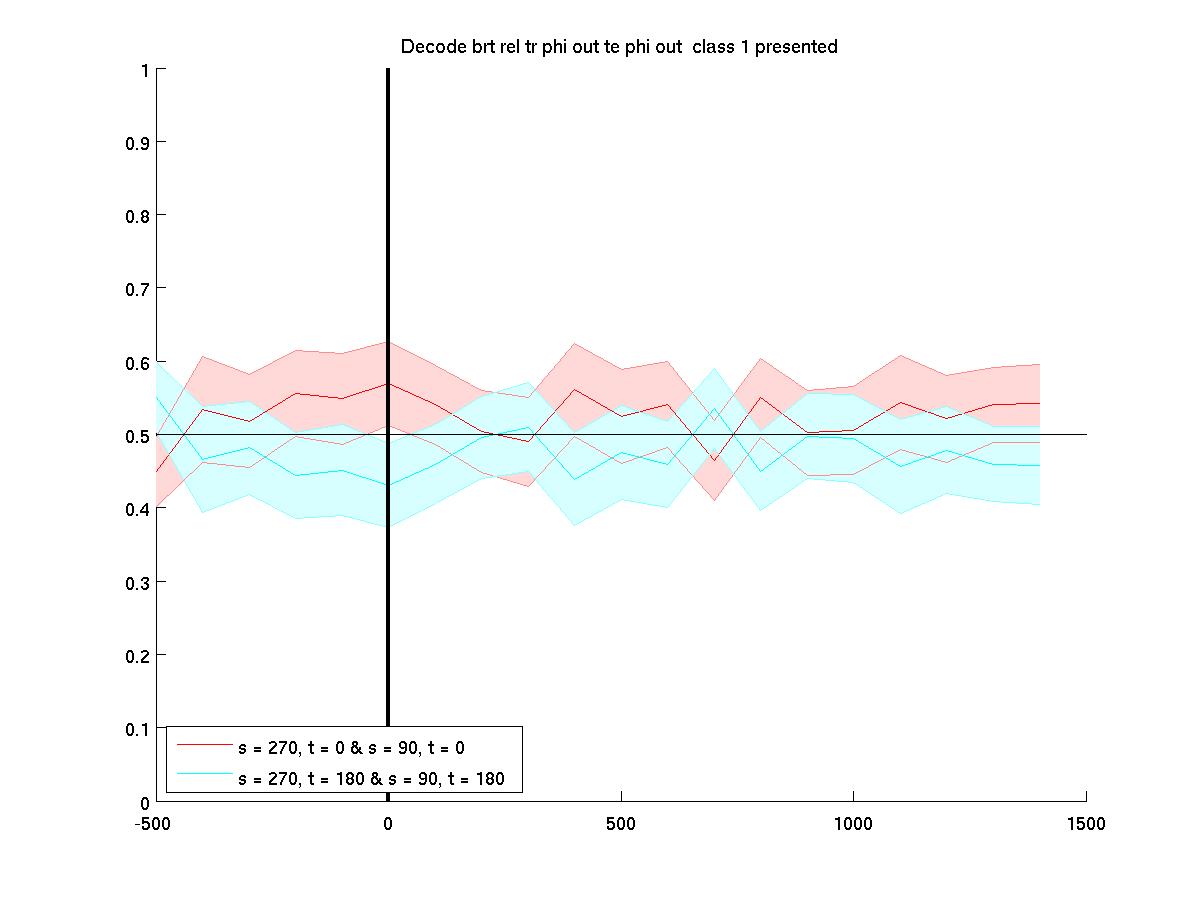 Decode brt rel tr phi out te phi out  class 1 presented
1
0.9
0.8
0.7
0.6
0.5
0.4
0.3
0.2
0.1
0
s = 270, t = 0 & s = 90, t = 0
s = 270, t = 180 & s = 90, t = 180
-500 0 500 1000 1500